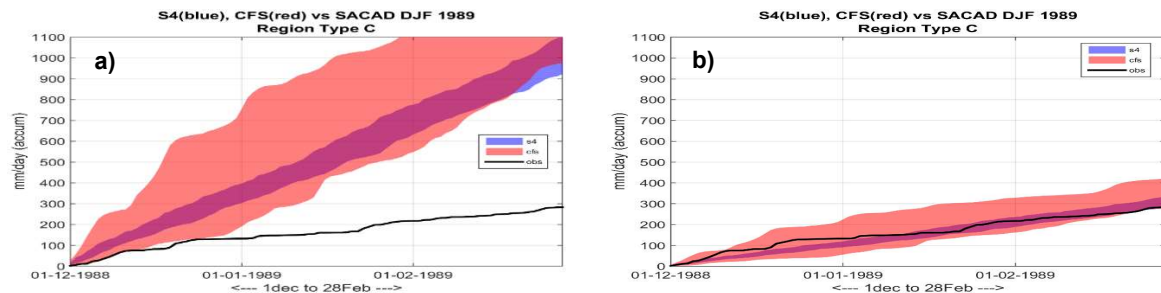 S4(blue), CFS(red) vs SACAD DJF 1989
Region Type C
a)
1100
1000
900
800
700
600
500
400
300
200
100
0
mm/day (accum)
s4
cfs
obs
01-12-1988
01-01-1989
01-02-1989
<--- 1dec to 28Feb --->
S4(blue), CFS(red) vs SACAD DJF 1989
Region Type C
b)
1100
1000
900
800
700
600
500
400
300
200
100
0
mm/day (accum)
s4
cfs
obs
01-12-1988
01-01-1989
01-02-1989
<--- 1dec to 28Feb --->